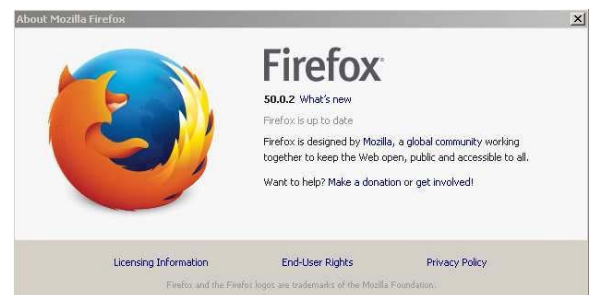 About Mozilla Firefox
Firefox
50.0.2 What's new
Firefox is up to date
Firefox is designed by Mozilla, a global community working
together to keep the Web open, public and accessible to all.
Want to help? Make a donation or get involved!
Licensing Information End-User Rights Privacy Policy
Firefox and the Firefox logos are trademarks of the Mozilla Foundation.